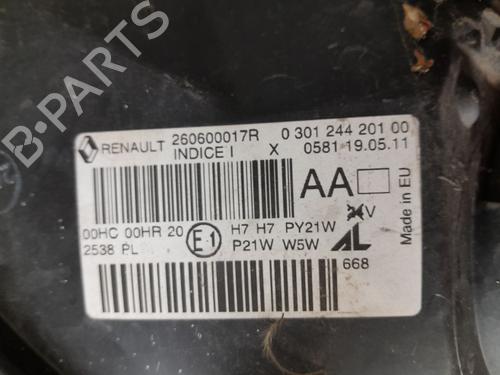 RENAULT 260600017R 0 301 244 201 00
INDICE I X 0581 19.05.11
AA
Made in EU
00HC 00HR 20 E1 H7 H7 PY21W V
2538 PL P21W W5W AL
668
B-PARTS